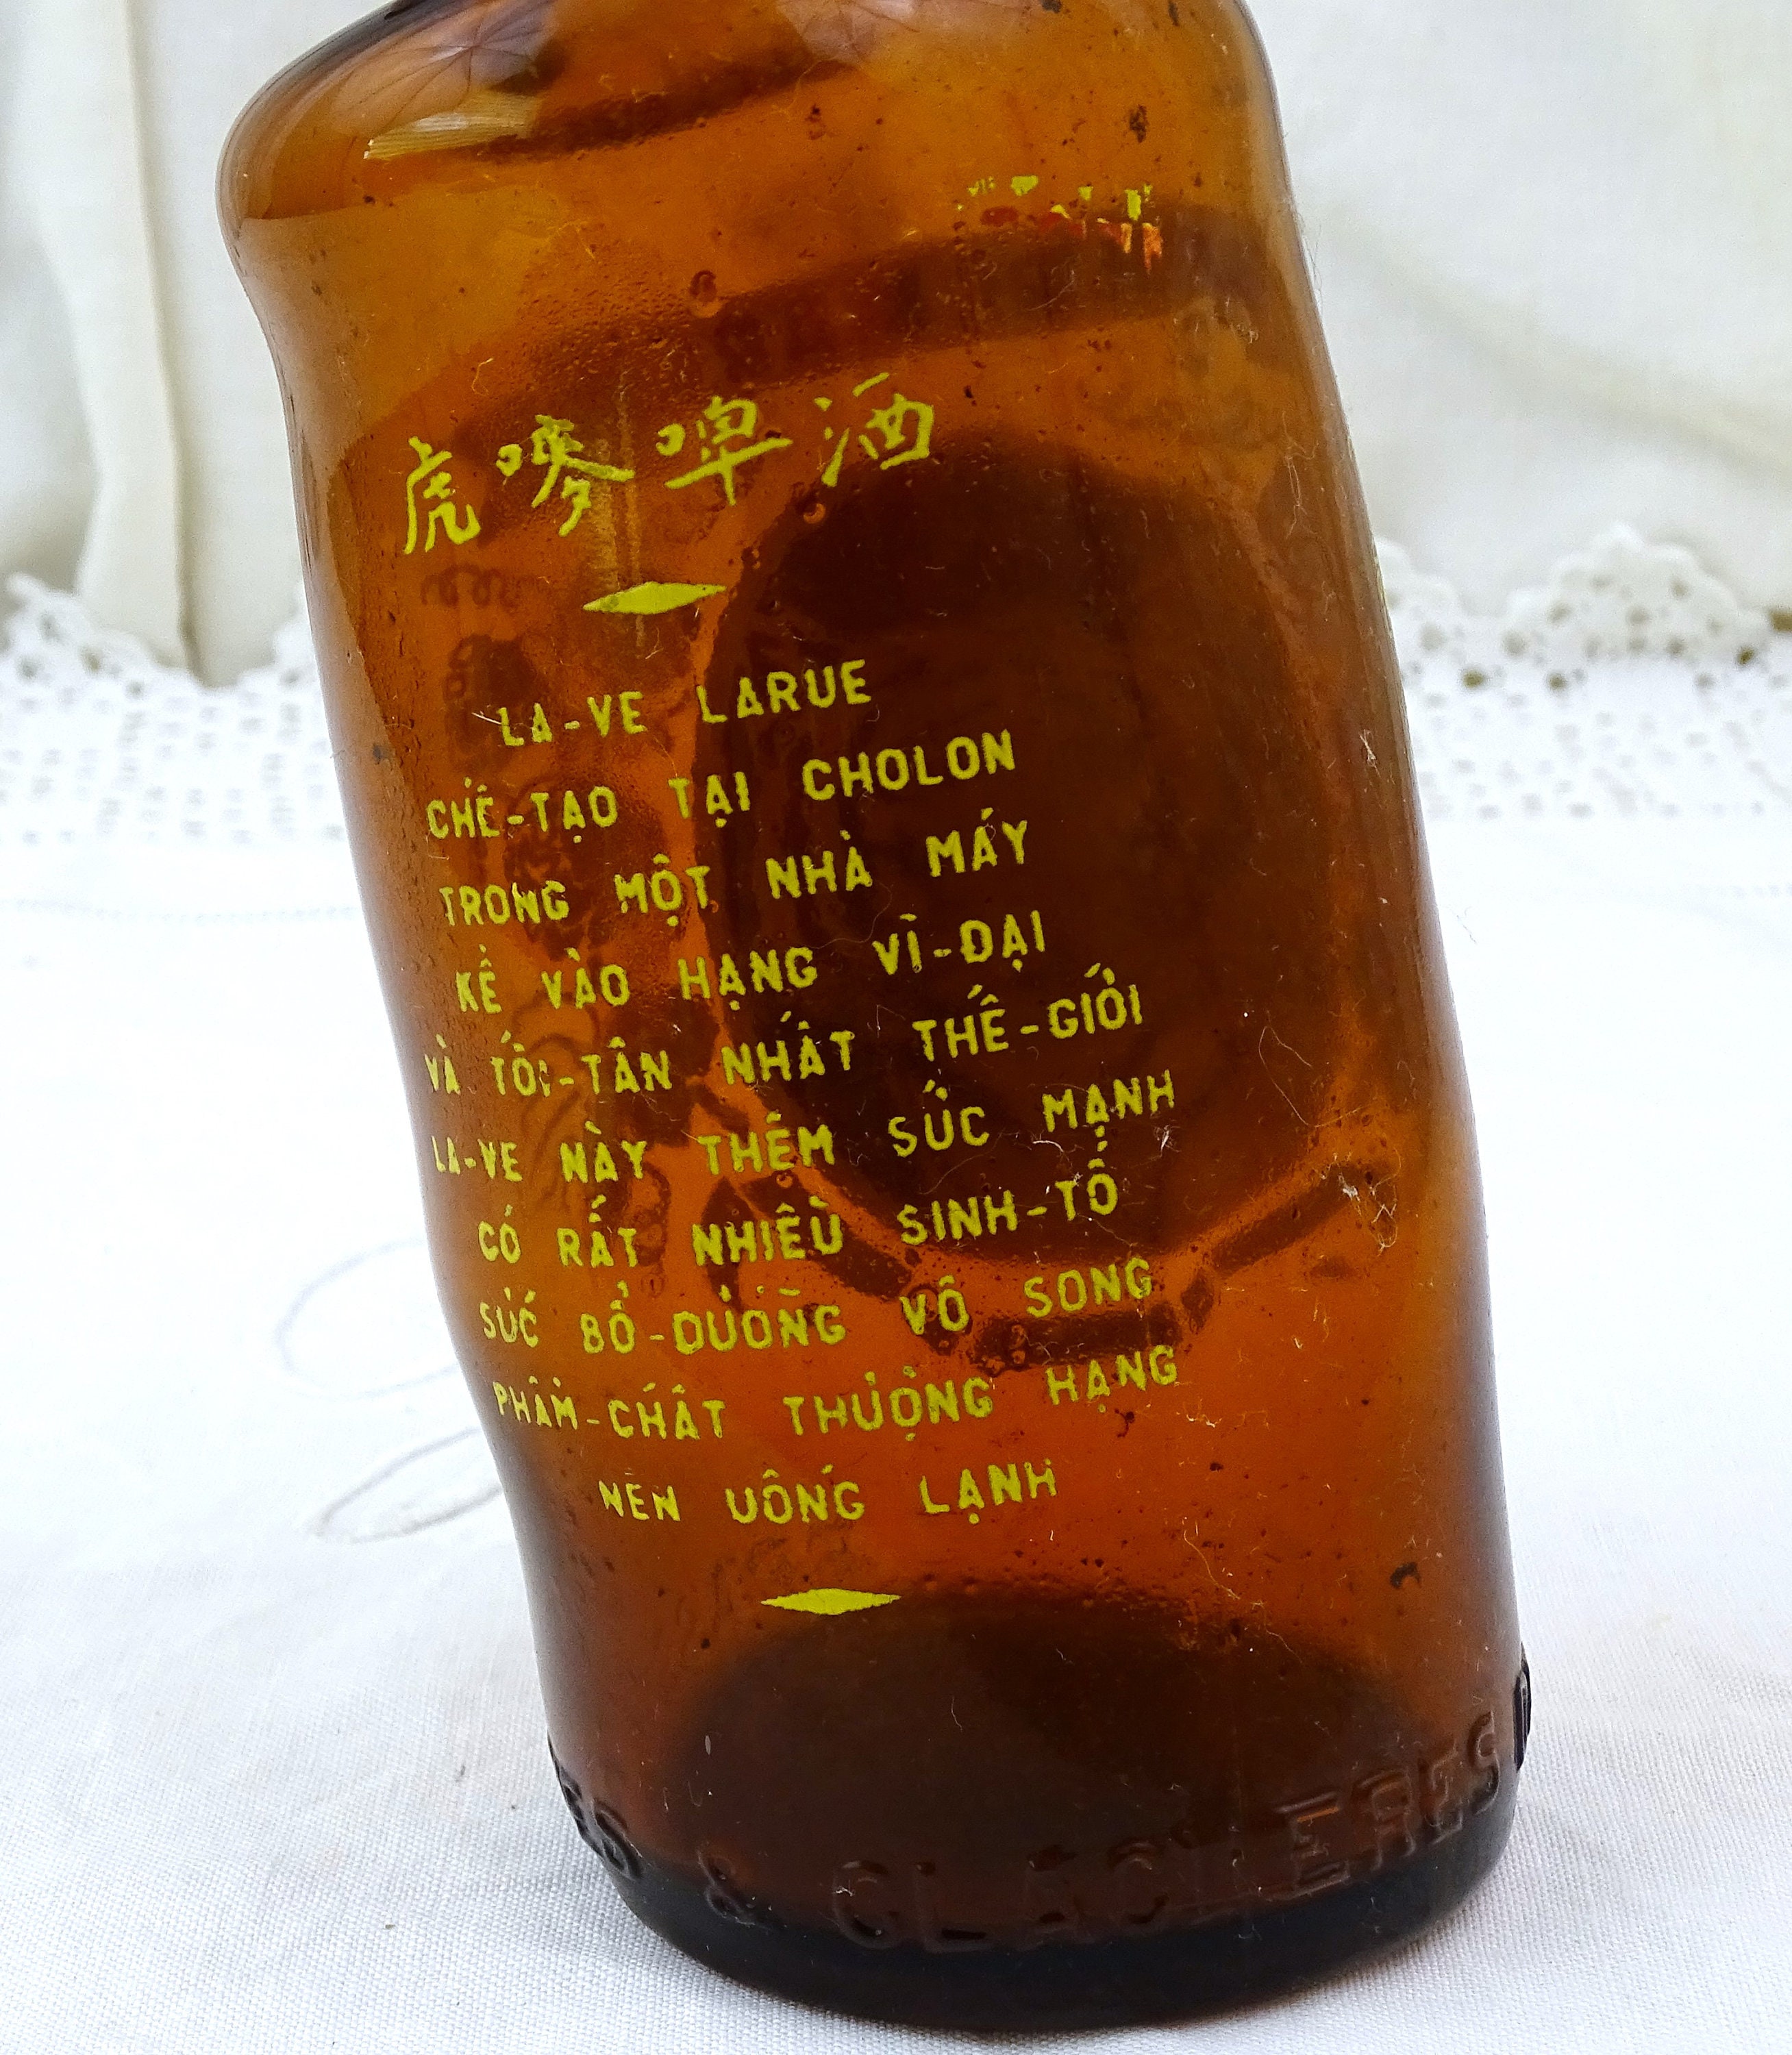 虎嘜啤酒
LA-VE LARUE
CHẾ-TẠO TẠI CHOLON
TRONG MỘT NHÀ MÁY
KỂ VÀO HẠNG VĨ-ĐẠI
VÀ TỐI-TÂN NHẤT THẾ-GIỚI
LA-VE NÀY THÊM SỨC MẠNH
CÓ RẤT NHIỀU SINH-TỐ
SỨC BỔ-DƯỠNG VÔ SONG
PHẨM-CHẤT THƯỢNG HẠNG
NÊN UỐNG LẠNH
& GLACIERES